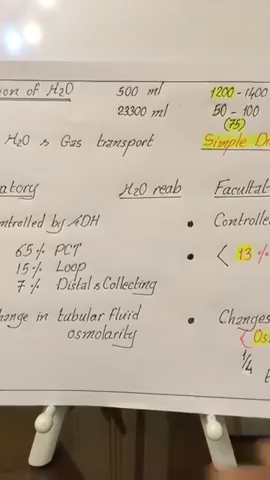 ion of H2O 500 ml 1200 - 1400
23300 ml 50 - 100
(75)
H2O & Gas transport Simple Di
atory H2O reab Facultat
ntrolled by ADH • Controlle
65% PCT • < 13 %
15% Loop
7% Distal & Collecting
hange in tubular fluid • Changes
osmolarity < Os
1/4